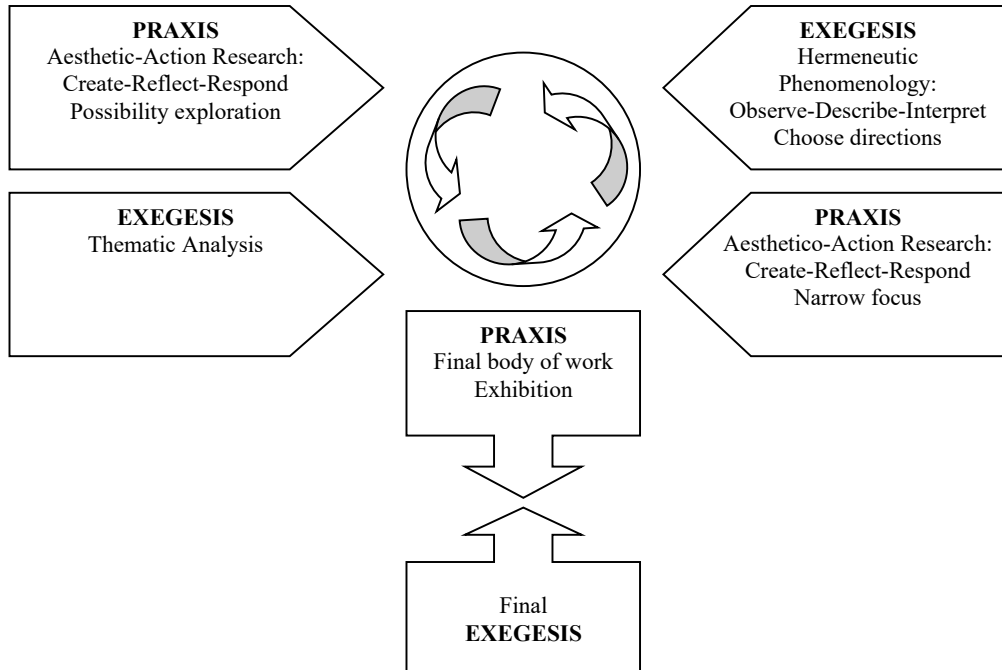 PRAXIS
Aesthetic-Action Research:
Create-Reflect-Respond
Possibility exploration
EXEGESIS
Hermeneutic
Phenomenology:
Observe-Describe-Interpret
Choose directions
EXEGESIS
Thematic Analysis
PRAXIS
Aesthetico-Action Research:
Create-Reflect-Respond
Narrow focus
PRAXIS
Final body of work
Exhibition
Final
EXEGESIS